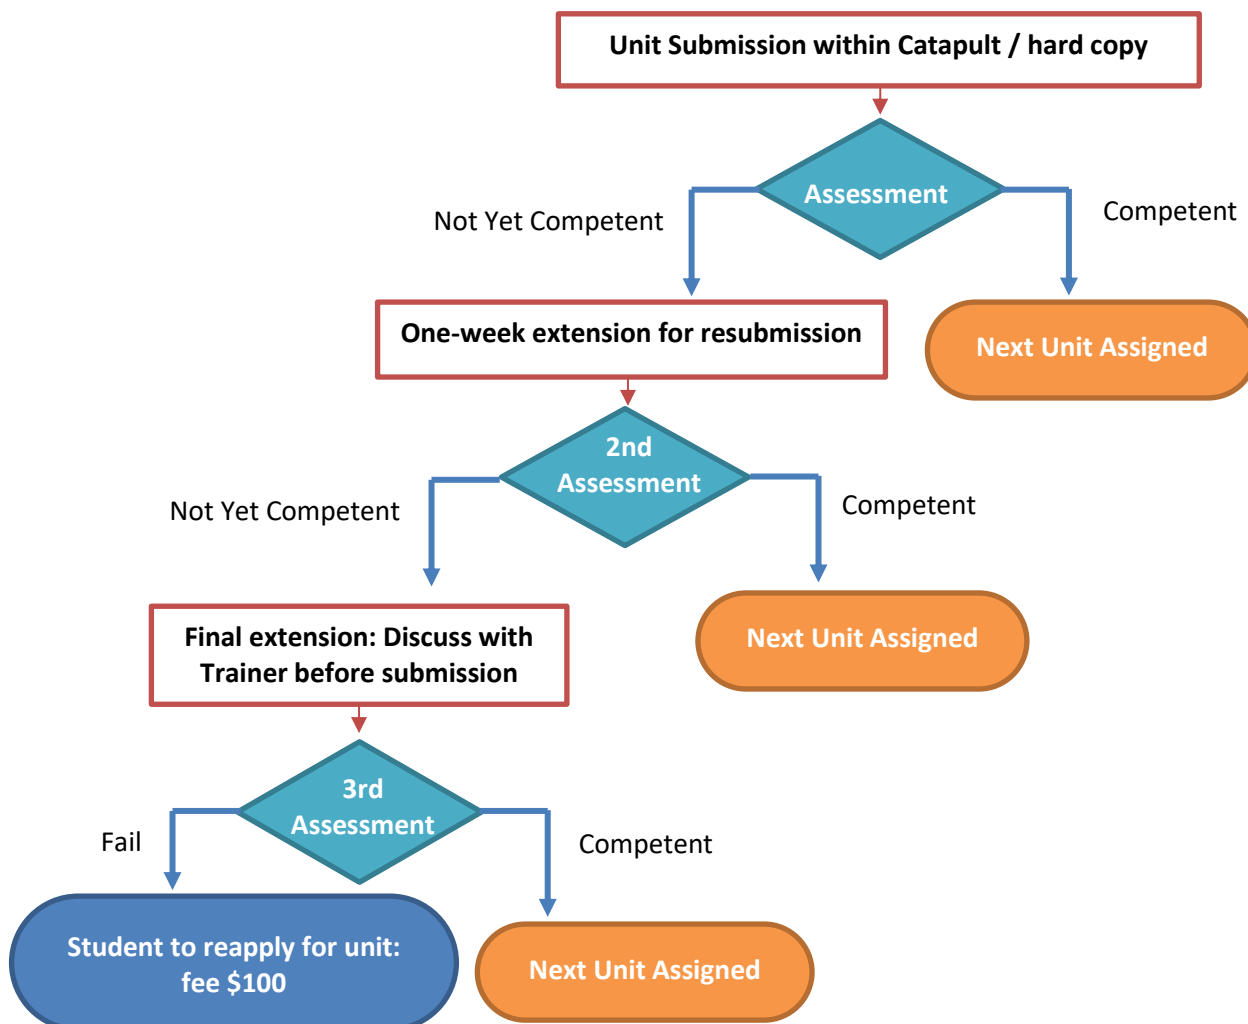 Unit Submission within Catapult / hard copy
Assessment
Not Yet Competent
Competent
One-week extension for resubmission
Next Unit Assigned
2nd
Assessment
Not Yet Competent
Competent
Final extension: Discuss with
Trainer before submission
Next Unit Assigned
3rd
Assessment
Fail
Competent
Student to reapply for unit:
fee $100
Next Unit Assigned